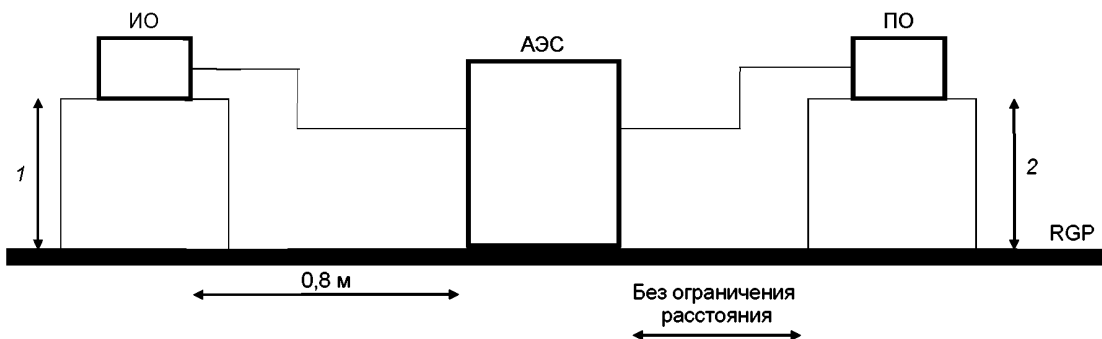 ИО
АЭС
ПО
1
2
RGP
0,8 м
Без ограничения
расстояния